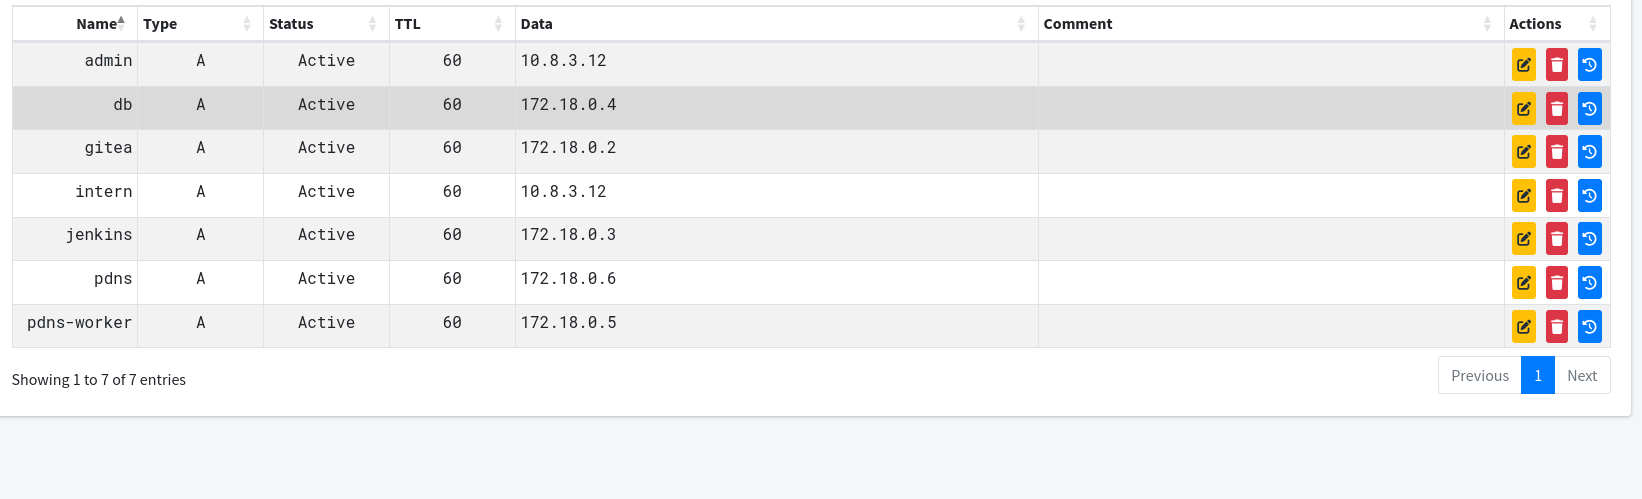 Name Type Status TTL Data Comment Actions
admin A Active 60 10.8.3.12
db A Active 60 172.18.0.4
gitea A Active 60 172.18.0.2
intern A Active 60 10.8.3.12
jenkins A Active 60 172.18.0.3
pdns A Active 60 172.18.0.6
pdns-worker A Active 60 172.18.0.5
Showing 1 to 7 of 7 entries Previous 1 Next